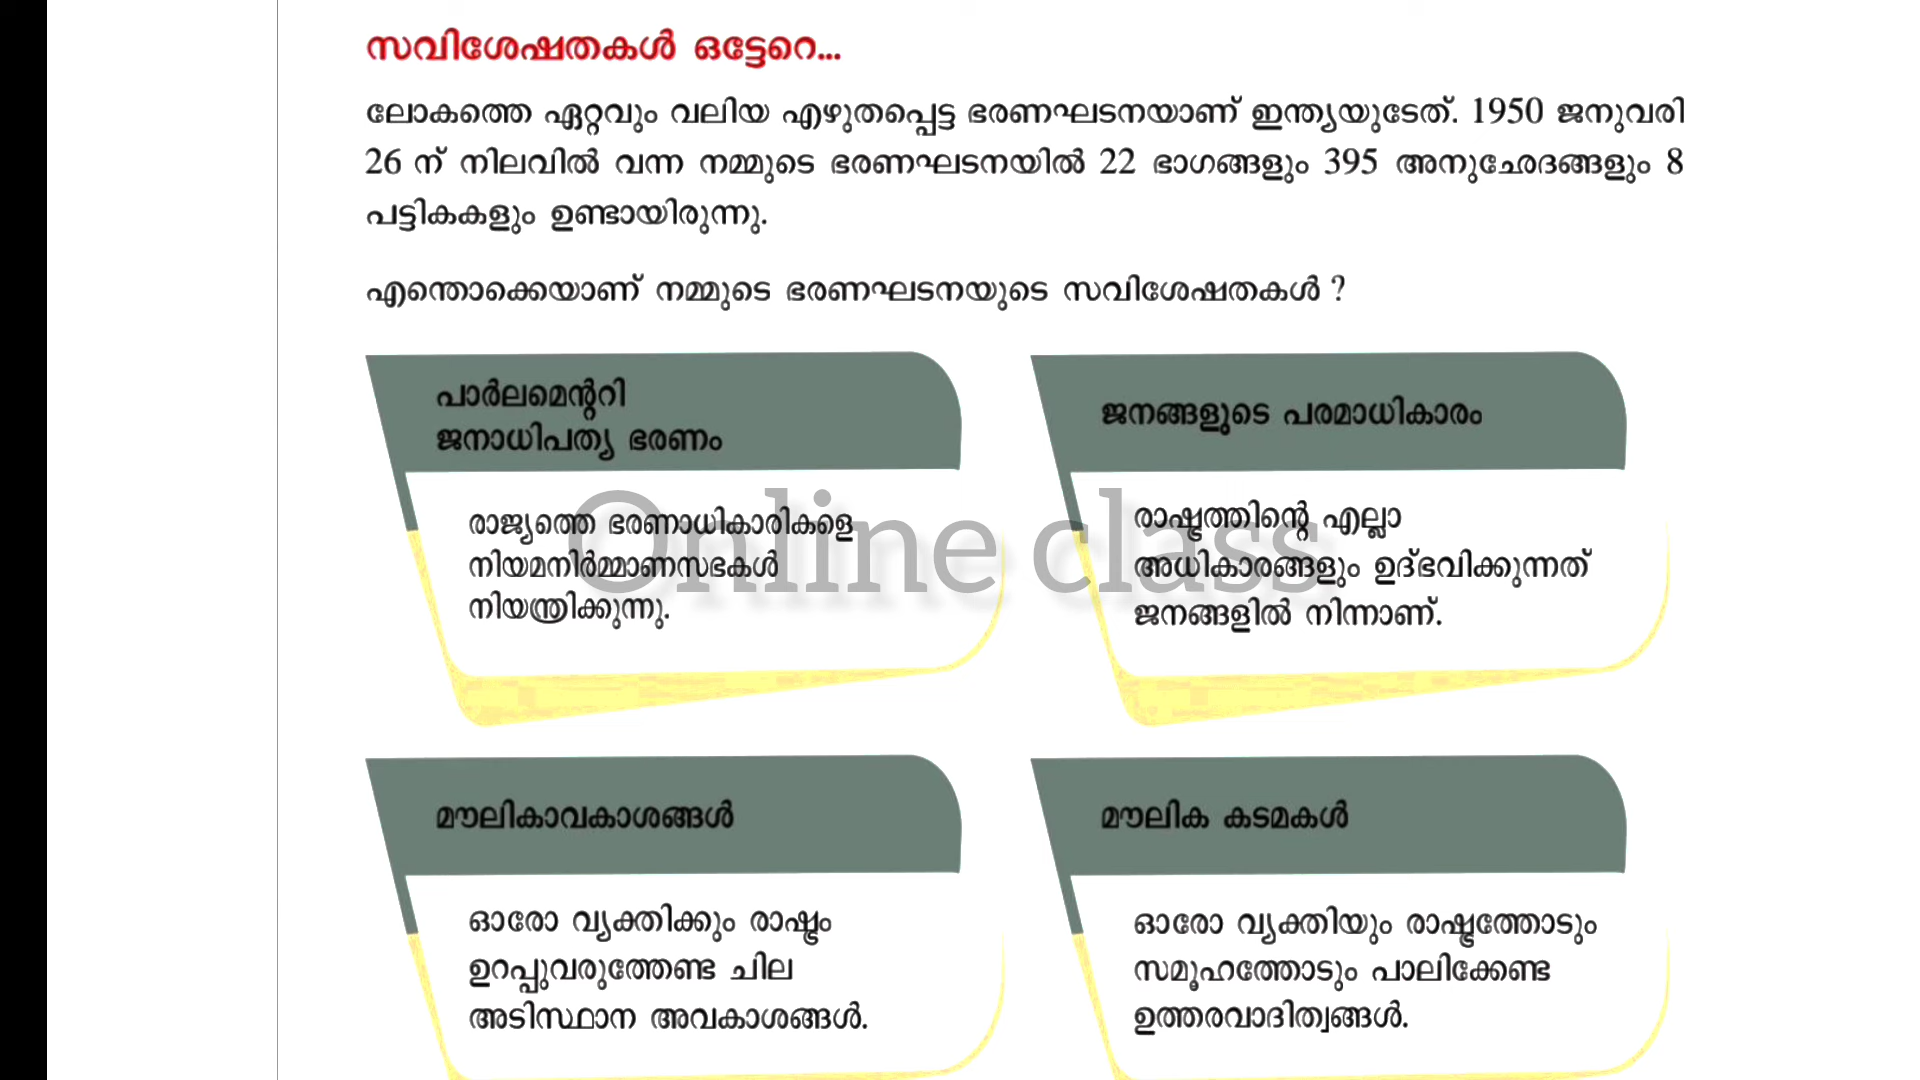 സവിശേഷതകൾ ഒട്ടേറെ...
ലോകത്തെ ഏറ്റവും വലിയ എഴുതപ്പെട്ട ഭരണഘടനയാണ് ഇന്ത്യയുടേത്. 1950 ജനുവരി
26 ന് നിലവിൽ വന്ന നമ്മുടെ ഭരണഘടനയിൽ 22 ഭാഗങ്ങളും 395 അനുഛേദങ്ങളും 8
പട്ടികകളും ഉണ്ടായിരുന്നു.
എന്തൊക്കെയാണ് നമ്മുടെ ഭരണഘടനയുടെ സവിശേഷതകൾ ?
പാർലമെന്ററി
ജനാധിപത്യ ഭരണം
രാജ്യത്തെ ഭരണാധികാരികളെ
നിയമനിർമ്മാണസഭകൾ
നിയന്ത്രിക്കുന്നു.
ജനങ്ങളുടെ പരമാധികാരം
രാഷ്ട്രത്തിന്റെ എല്ലാ
അധികാരങ്ങളും ഉദ്ഭവിക്കുന്നത്
ജനങ്ങളിൽ നിന്നാണ്.
Online class
മൗലികാവകാശങ്ങൾ
ഓരോ വ്യക്തിക്കും രാഷ്ട്രം
ഉറപ്പുവരുത്തേണ്ട ചില
അടിസ്ഥാന അവകാശങ്ങൾ.
മൗലിക കടമകൾ
ഓരോ വ്യക്തിയും രാഷ്ട്രത്തോടും
സമൂഹത്തോടും പാലിക്കേണ്ട
ഉത്തരവാദിത്വങ്ങൾ.